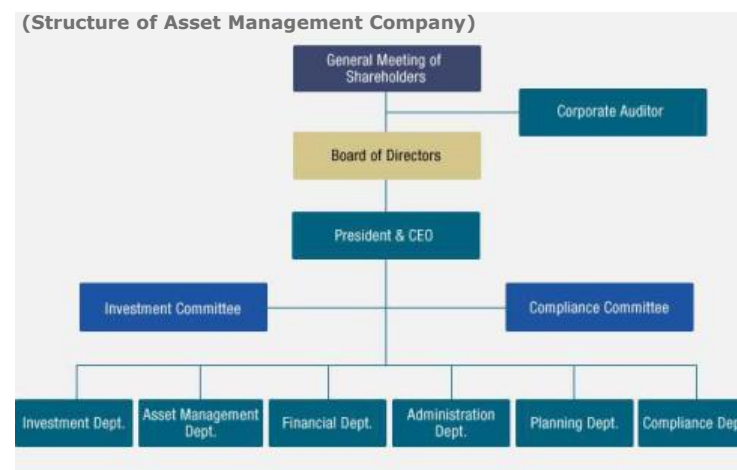 (Structure of Asset Management Company)
General Meeting of
Shareholders
Corporate Auditor
Board of Directors
President & CEO
Investment Committee
Compliance Committee
Investment Dept.
Asset Management
Dept.
Financial Dept.
Administration
Dept.
Planning Dept.
Compliance Dep